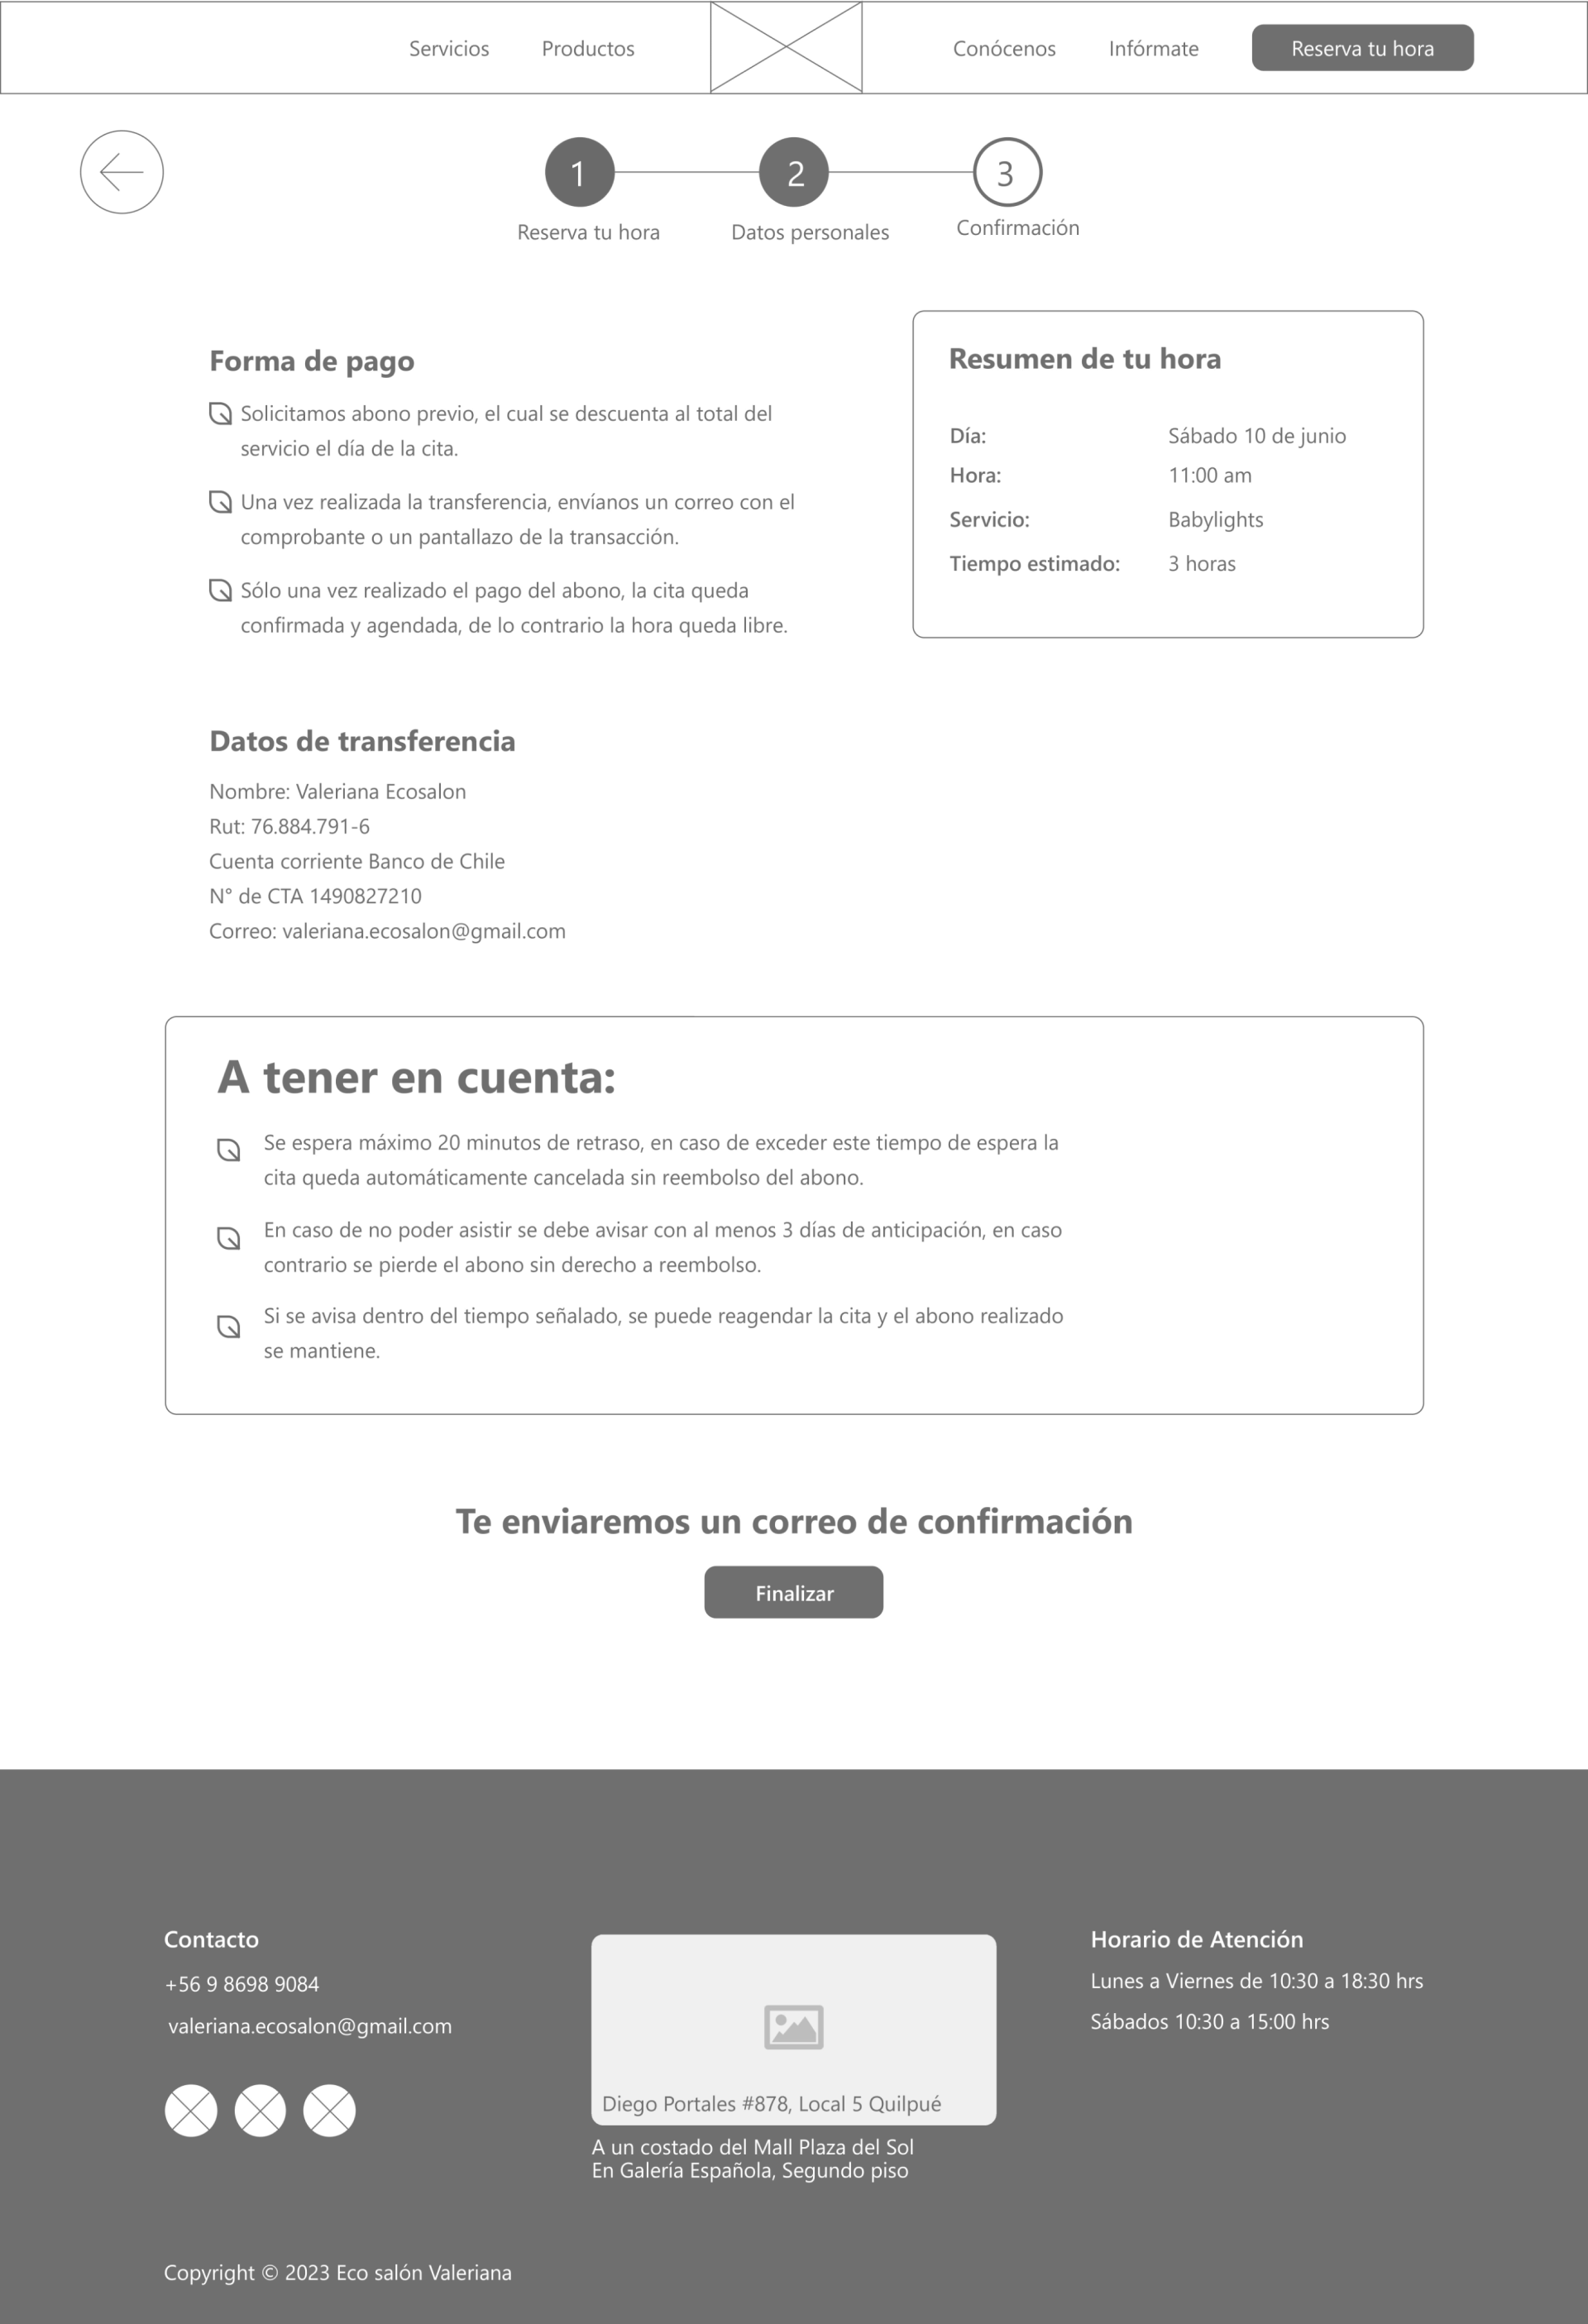 Servicios
Productos
Conócenos
Infórmate
Reserva tu hora
1
2
3
Reserva tu hora
Datos personales
Confirmación
Forma de pago
Solicitamos abono previo, el cual se descuenta al total del
servicio el día de la cita.
Una vez realizada la transferencia, envíanos un correo con el
comprobante o un pantallazo de la transacción.
Sólo una vez realizado el pago del abono, la cita queda
confirmada y agendada, de lo contrario la hora queda libre.
Resumen de tu hora
Día: Sábado 10 de junio
Hora: 11:00 am
Servicio: Babylights
Tiempo estimado: 3 horas
Datos de transferencia
Nombre: Valeriana Ecosalon
Rut: 76.884.791-6
Cuenta corriente Banco de Chile
N° de CTA 1490827210
Correo: valeriana.ecosalon@gmail.com
A tener en cuenta:
Se espera máximo 20 minutos de retraso, en caso de exceder este tiempo de espera la
cita queda automáticamente cancelada sin reembolso del abono.
En caso de no poder asistir se debe avisar con al menos 3 días de anticipación, en caso
contrario se pierde el abono sin derecho a reembolso.
Si se avisa dentro del tiempo señalado, se puede reagendar la cita y el abono realizado
se mantiene.
Te enviaremos un correo de confirmación
Finalizar
Contacto
+56 9 8698 9084
valeriana.ecosalon@gmail.com
Diego Portales #878, Local 5 Quilpué
A un costado del Mall Plaza del Sol
En Galería Española, Segundo piso
Horario de Atención
Lunes a Viernes de 10:30 a 18:30 hrs
Sábados 10:30 a 15:00 hrs
Copyright © 2023 Eco salón Valeriana